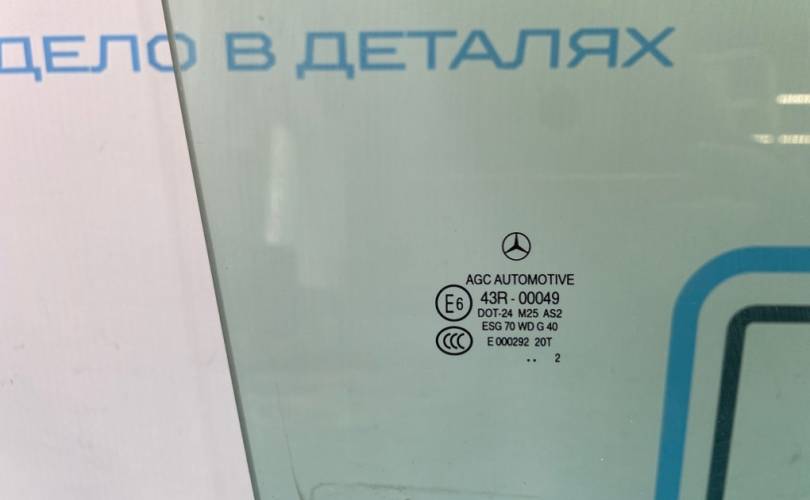 ДЕЛО В ДЕТАЛЯХ
AGC AUTOMOTIVE
E6 43R - 00049
DOT-24 M25 AS2
ESG 70 WD G 40
CCC E 000292 20T
.. 2